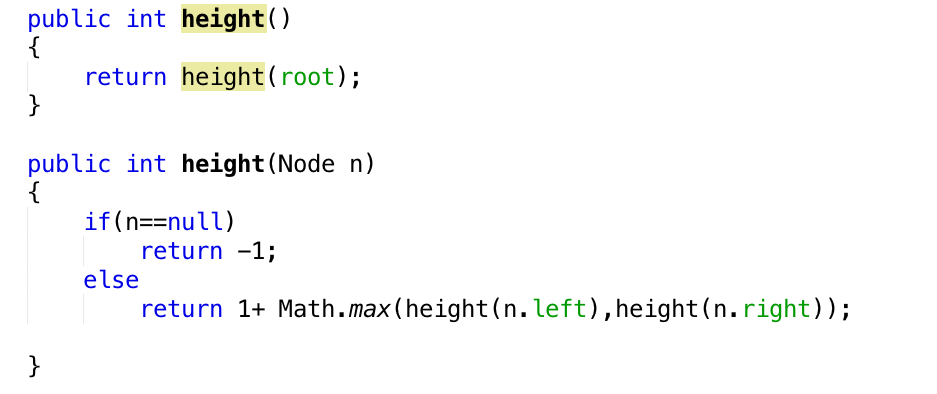 public int height()
{
    return height(root);
}
public int height(Node n)
{
    if(n==null)
        return -1;
    else
        return 1+ Math.max(height(n.left),height(n.right));
}